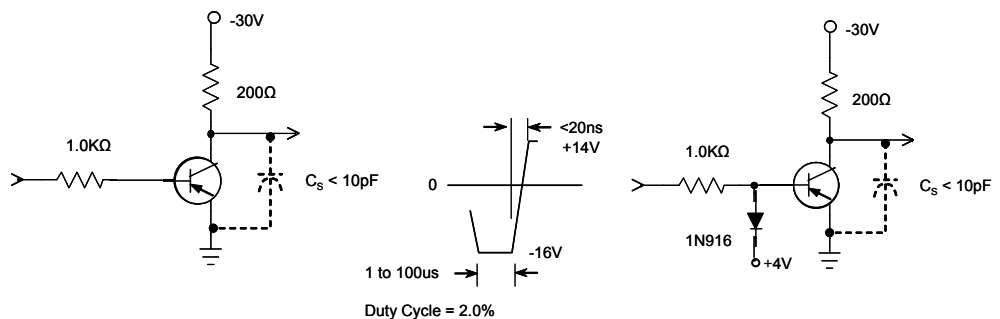 -30V
200Ω
1.0KΩ
C_S < 10pF
<20ns
+14V
0
-16V
1 to 100us
Duty Cycle = 2.0%
-30V
200Ω
1.0KΩ
C_S < 10pF
1N916
+4V